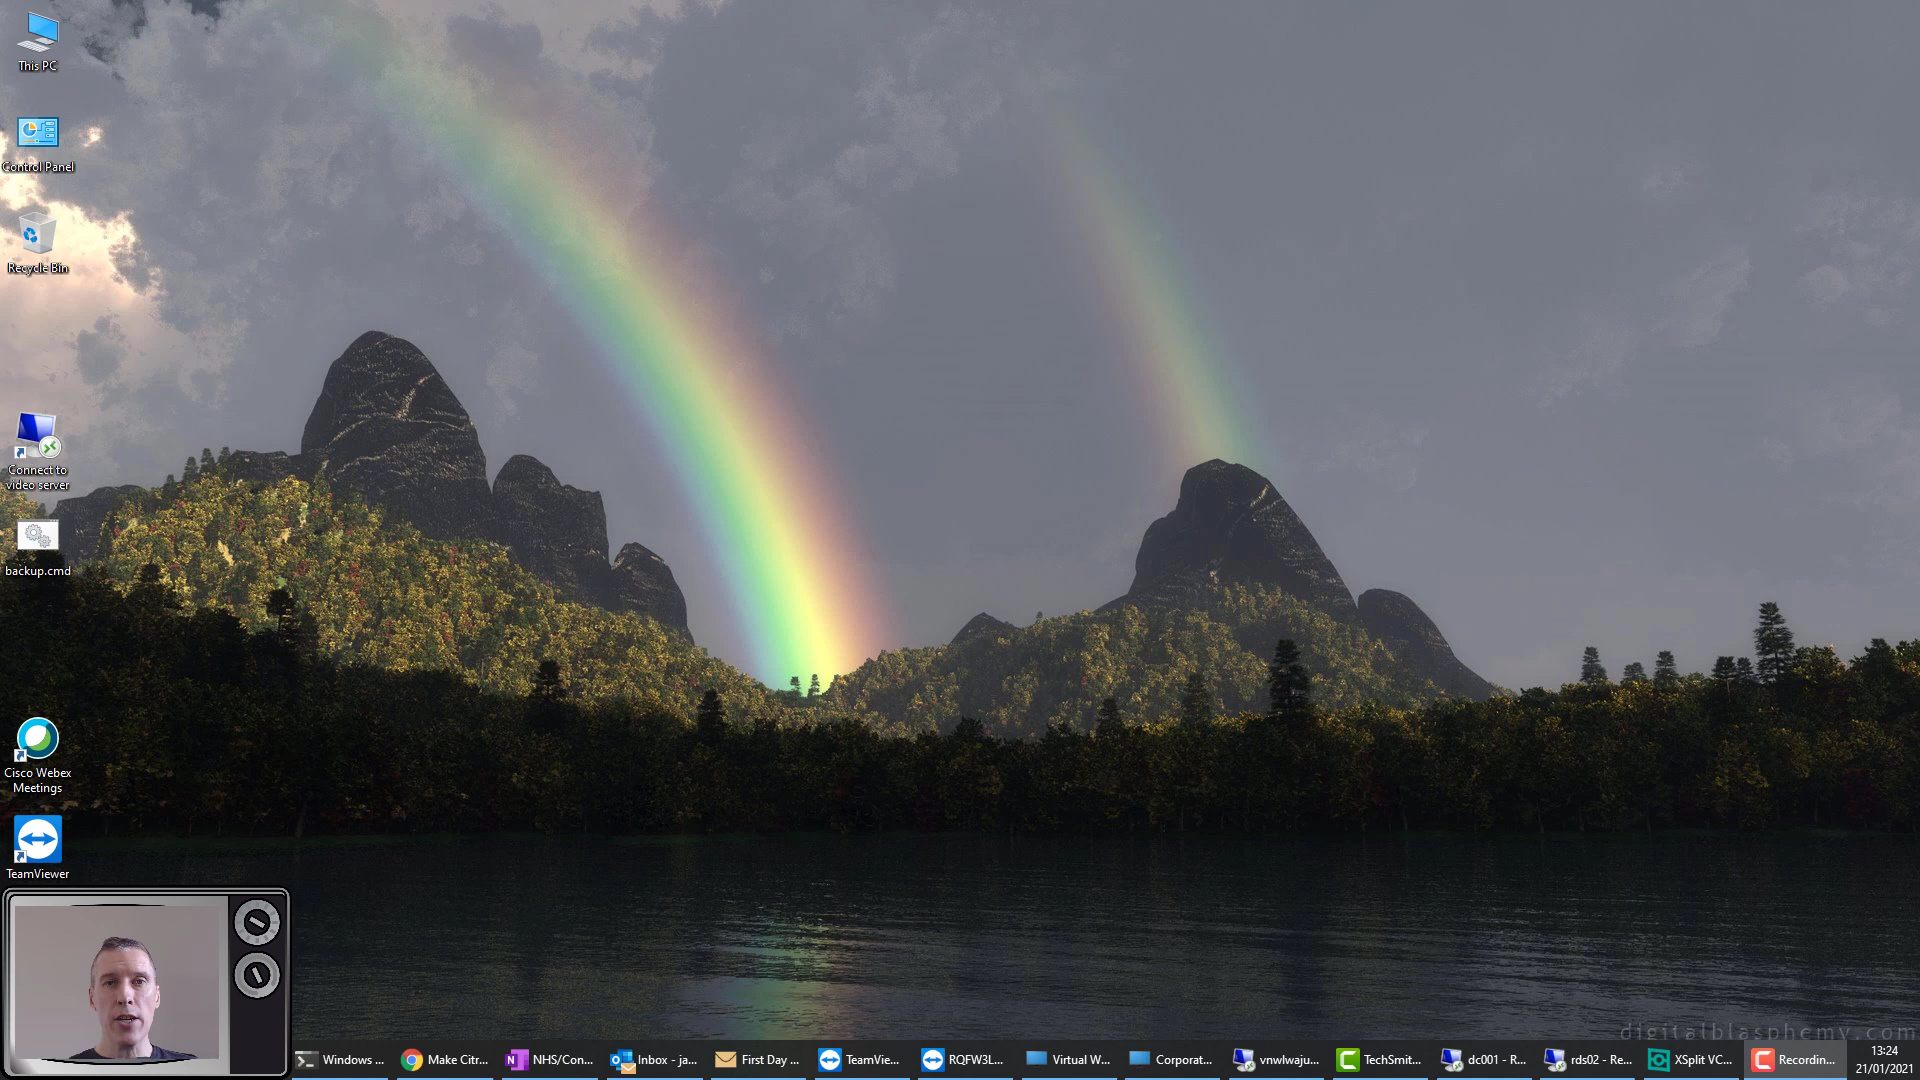 This PC
Control Panel
Recycle Bin
Connect to
video server
backup.cmd
Cisco Webex
Meetings
TeamViewer
digitalblasphemy.com
Windows ...
Make Citr...
NHS/Con...
Inbox - ja...
First Day ...
TeamVie...
RQFW3L...
Virtual W...
Corporat...
vnwlwaju...
TechSmit...
dc001 - R...
rds02 - Re...
XSplit VC...
Recordin...
13:24
21/01/2021